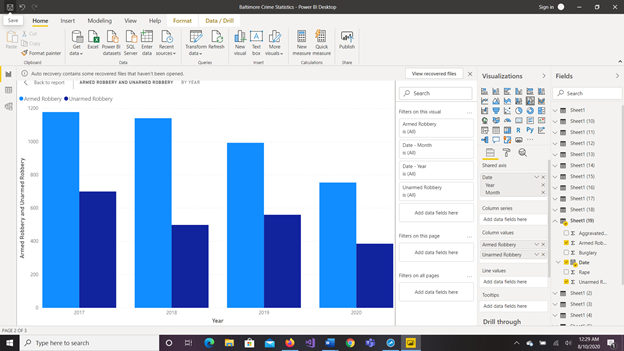 Baltimore Crime Statistics - Power BI Desktop
Sign in
Save
Home Insert Modeling View Help Format Data / Drill
Paste
Cut
Copy
Format painter
Get data
Excel
Power BI datasets
SQL Server
Enter data
Recent sources
Transform data
Refresh
New visual
Text box
More visuals
New measure
Quick measure
Publish
Clipboard
Data
Queries
Insert
Calculations
Share
Auto recovery contains some recovered files that haven't been opened.
View recovered files
Back to report
ARMED ROBBERY AND UNARMED ROBBERY BY YEAR
Armed Robbery Unarmed Robbery
Armed Robbery and Unarmed Robbery
1200
1000
800
600
400
200
0
2017 2018 2019 2020
Year
Search
Filters on this visual ...
Armed Robbery
is (All)
Date - Month
is (All)
Date - Year
is (All)
Unarmed Robbery
is (All)
Add data fields here
Filters on this page ...
Add data fields here
Filters on all pages ...
Add data fields here
Visualizations
Shared axis
Date
Year
Month
Column series
Add data fields here
Column values
Armed Robbery
Unarmed Robbery
Line values
Add data fields here
Tooltips
Add data fields here
Drill through
Fields
Search
Sheet1
Sheet1 (10)
Sheet1 (11)
Sheet1 (12)
Sheet1 (13)
Sheet1 (14)
Sheet1 (15)
Sheet1 (16)
Sheet1 (17)
Sheet1 (18)
Sheet1 (19)
Aggravated...
Armed Rob...
Burglary
Date
Rape
Unarmed R...
Sheet1 (2)
Sheet1 (3)
Sheet1 (4)
PAGE 2 OF 3
Type here to search
12:29 AM
8/10/2020